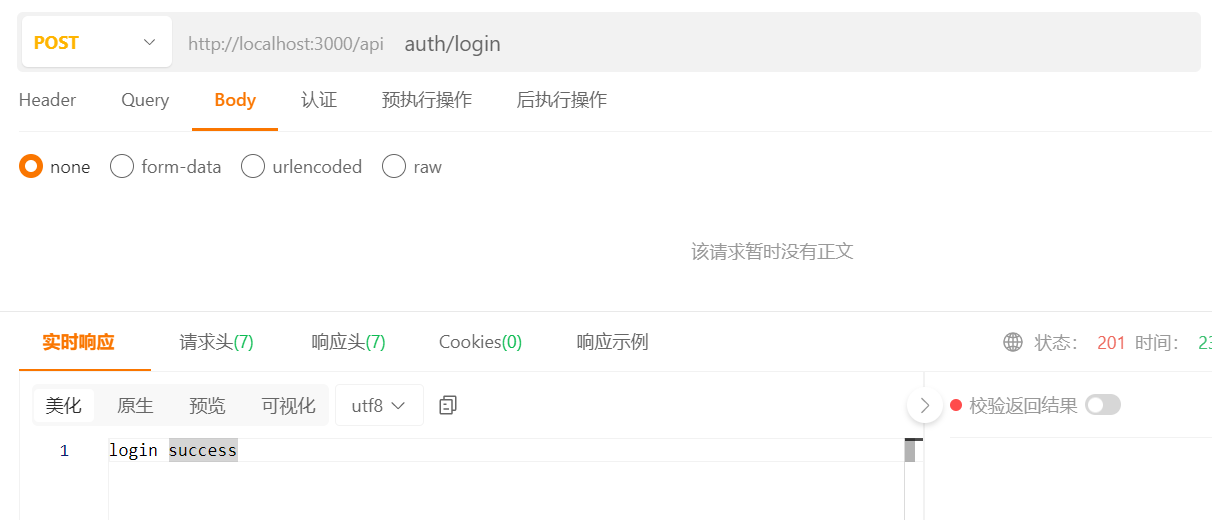 POST http://localhost:3000/api auth/login
Header Query Body 认证 预执行操作 后执行操作
none form-data urlencoded raw
该请求暂时没有正文
实时响应 请求头(7) 响应头(7) Cookies(0) 响应示例 状态： 201 时间： 23
美化 原生 预览 可视化 utf8 校验返回结果
1 login success